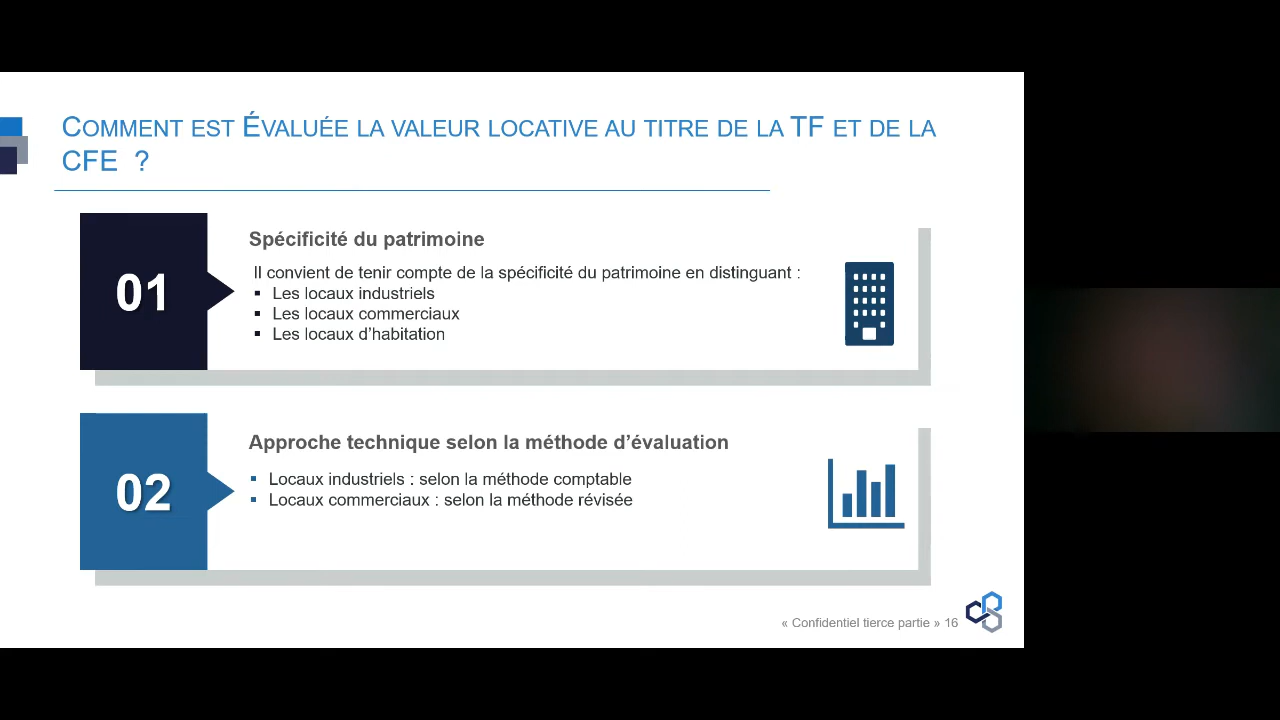 COMMENT EST ÉVALUÉE LA VALEUR LOCATIVE AU TITRE DE LA TF ET DE LA
CFE ?
01
Spécificité du patrimoine
Il convient de tenir compte de la spécificité du patrimoine en distinguant :
▪ Les locaux industriels
▪ Les locaux commerciaux
▪ Les locaux d’habitation
02
Approche technique selon la méthode d’évaluation
▪ Locaux industriels : selon la méthode comptable
▪ Locaux commerciaux : selon la méthode révisée
« Confidentiel tierce partie » 16